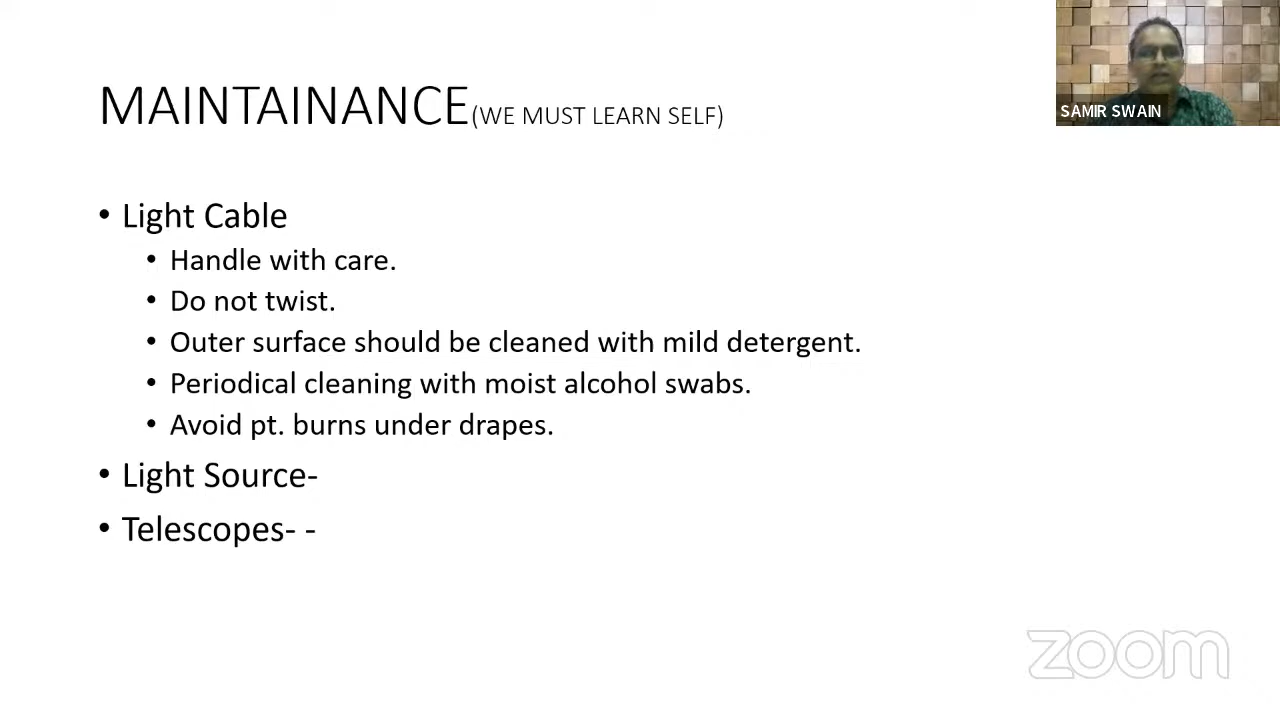 SAMIR SWAIN
MAINTAINANCE(WE MUST LEARN SELF)
• Light Cable
• Handle with care.
• Do not twist.
• Outer surface should be cleaned with mild detergent.
• Periodical cleaning with moist alcohol swabs.
• Avoid pt. burns under drapes.
• Light Source-
• Telescopes- -
zoom